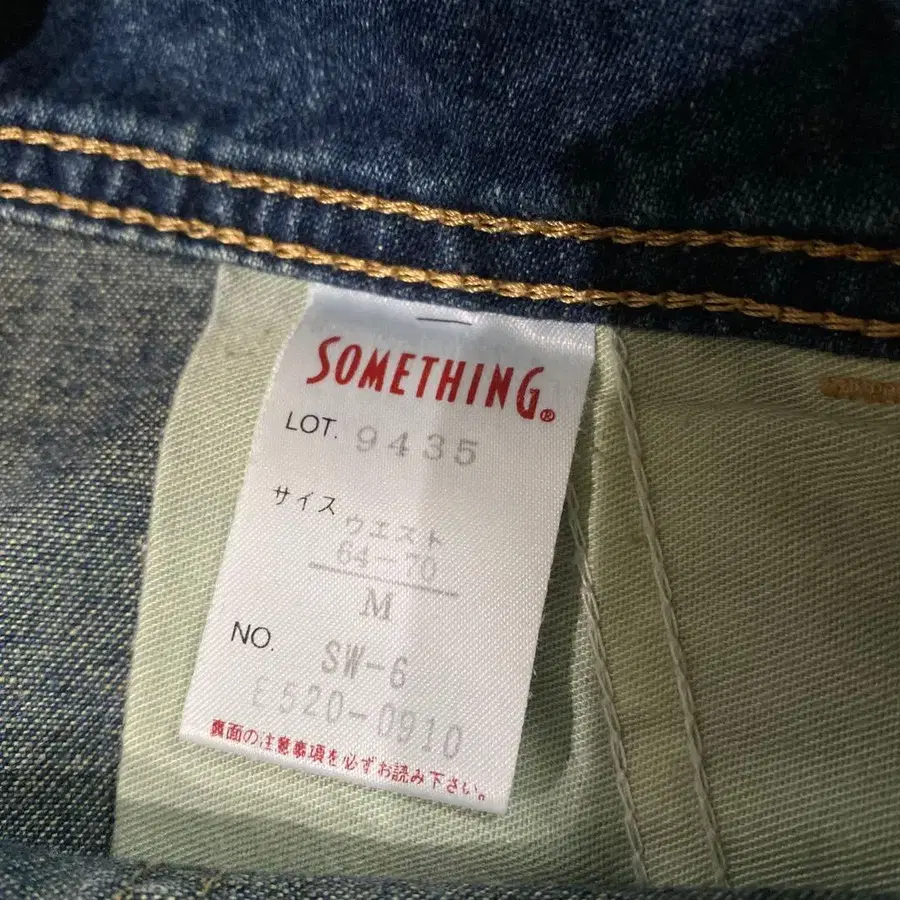 SOMETHING®
LOT. 9435
サイズ ウエスト
64-70
M
NO. SW-6
E520-0910
裏面の注意事項を必ずお読み下さい。